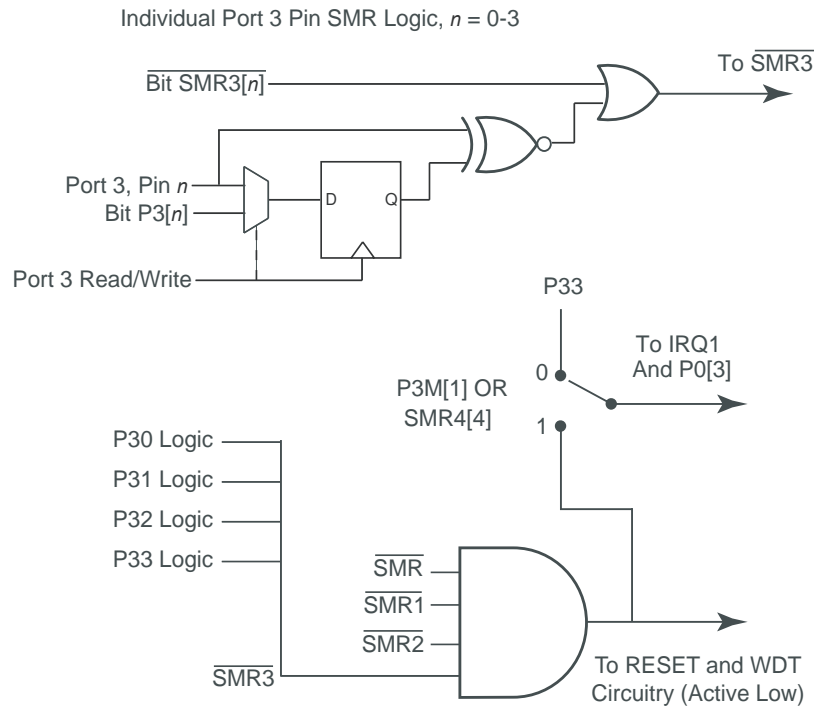 Individual Port 3 Pin SMR Logic, n = 0-3
Bit SMR3[n]
To SMR3
Port 3, Pin n
D
Q
Bit P3[n]
Port 3 Read/Write
P33
0
To IRQ1
And P0[3]
P3M[1] OR
SMR4[4]
1
P30 Logic
P31 Logic
P32 Logic
P33 Logic
SMR
SMR1
SMR2
SMR3
To RESET and WDT
Circuitry (Active Low)